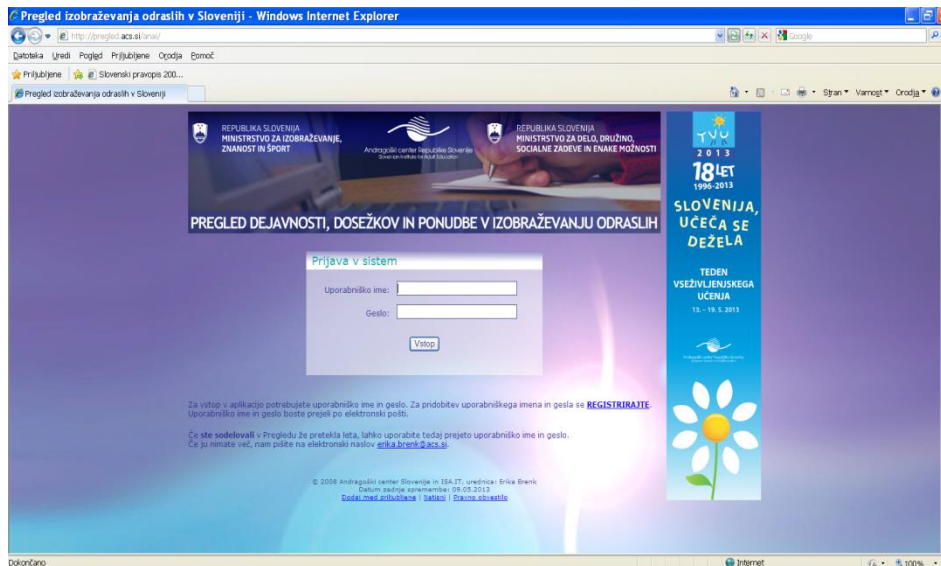 Pregled izobraževanja odraslih v Sloveniji - Windows Internet Explorer
http://pregled.acs.si/anai/
Google
Datoteka Uredi Pogled Priljubljene Orodja Pomoč
Priljubljene Slovenski pravopis 200...
Pregled izobraževanja odraslih v Sloveniji
Stran Varnost Orodja
REPUBLIKA SLOVENIJA
MINISTRSTVO ZA IZOBRAŽEVANJE,
ZNANOST IN ŠPORT
Andragoški center Republike Slovenije
Slovenian Institute for Adult Education
REPUBLIKA SLOVENIJA
MINISTRSTVO ZA DELO, DRUŽINO,
SOCIALNE ZADEVE IN ENAKE MOŽNOSTI
PREGLED DEJAVNOSTI, DOSEŽKOV IN PONUDBE V IZOBRAŽEVANJU ODRASLIH
TVU
2013
18 LET
1996-2013
SLOVENIJA,
UČEČA SE
DEŽELA
TEDEN
VSEŽIVLJENJSKEGA
UČENJA
13. - 19. 5. 2013
Prijava v sistem
Uporabniško ime:
Geslo:
Vstop
Za vstop v aplikacijo potrebujete uporabniško ime in geslo. Za pridobitev uporabniškega imena in gesla se REGISTRIRAJTE.
Uporabniško ime in geslo boste prejeli po elektronski pošti.
Če ste sodelovali v Pregledu že pretekla leta, lahko uporabite tedaj prejeto uporabniško ime in geslo.
Če ju nimate več, nam pišite na elektronski naslov erika.brenk@acs.si.
© 2008 Andragoški center Slovenije in ISA.IT, urednica: Erika Brenk
Datum zadnje spremembe: 09.05.2013
Dodaj med priljubljene | Natisni | Pravno obvestilo
Dokončano
Internet
100%